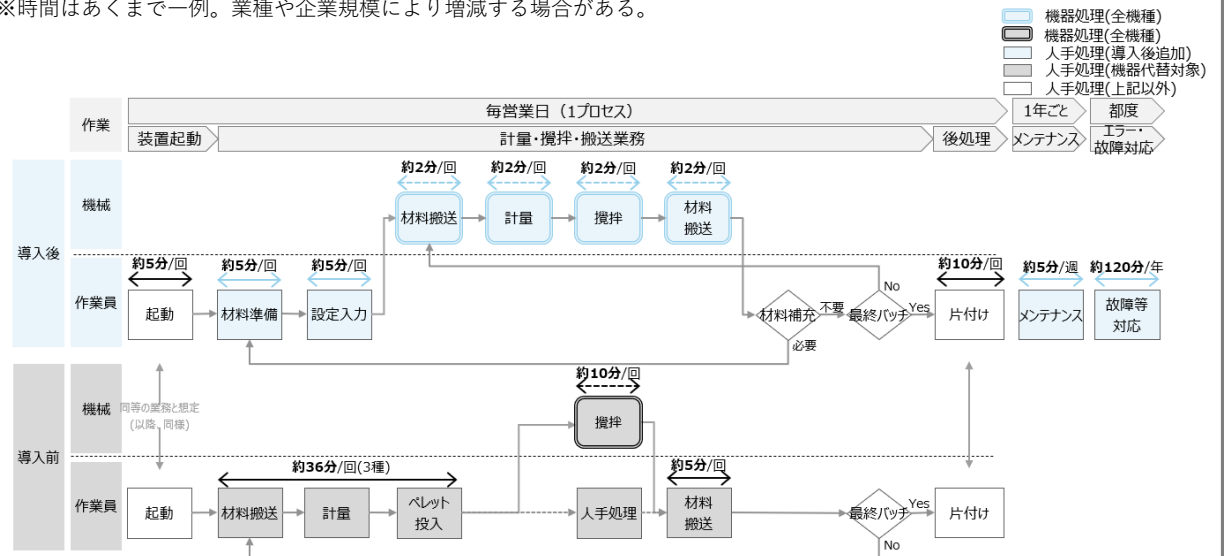 ※時間はあくまで一例。業種や企業規模により増減する場合がある。
機器処理(全機種)
機器処理(全機種)
人手処理(導入後追加)
人手処理(機器代替対象)
人手処理(上記以外)
作業
毎営業日（1プロセス）
1年ごと
都度
装置起動
計量・攪拌・搬送業務
後処理
メンテナンス
エラー・
故障対応
導入後
機械
約2分/回
約2分/回
約2分/回
約2分/回
材料搬送
計量
攪拌
材料
搬送
作業員
約5分/回
約5分/回
約5分/回
約10分/回
約5分/週
約120分/年
起動
材料準備
設定入力
材料補充
不要
必要
最終バッチ
No
Yes
片付け
メンテナンス
故障等
対応
導入前
機械
同等の業務と想定
(以降、同様)
約10分/回
攪拌
作業員
約36分/回(3種)
約5分/回
起動
材料搬送
計量
ペレット
投入
人手処理
材料
搬送
最終バッチ
Yes
No
片付け